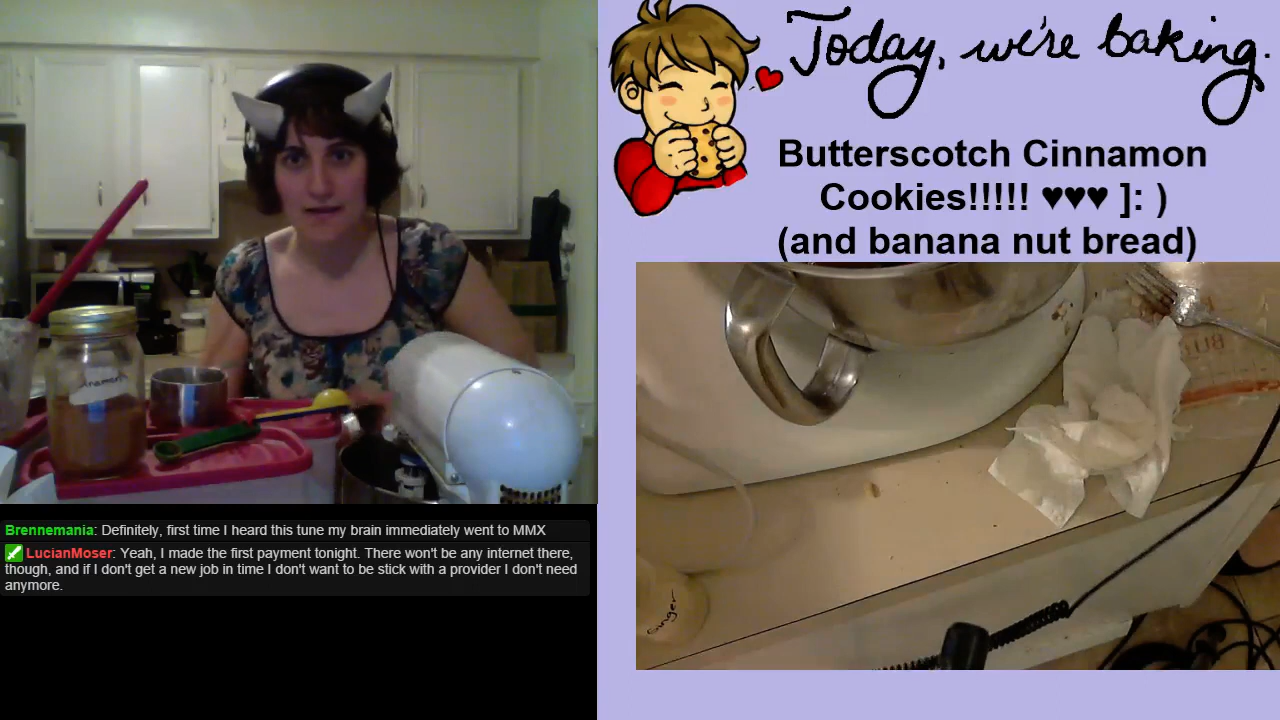 Today, we're baking.
Butterscotch Cinnamon
Cookies!!!!! ♥♥♥ ]: )
(and banana nut bread)
Brennemania: Definitely, first time I heard this tune my brain immediately went to MMX
LucianMoser: Yeah, I made the first payment tonight. There won't be any internet there,
though, and if I don't get a new job in time I don't want to be stick with a provider I don't need
anymore.
Ginger